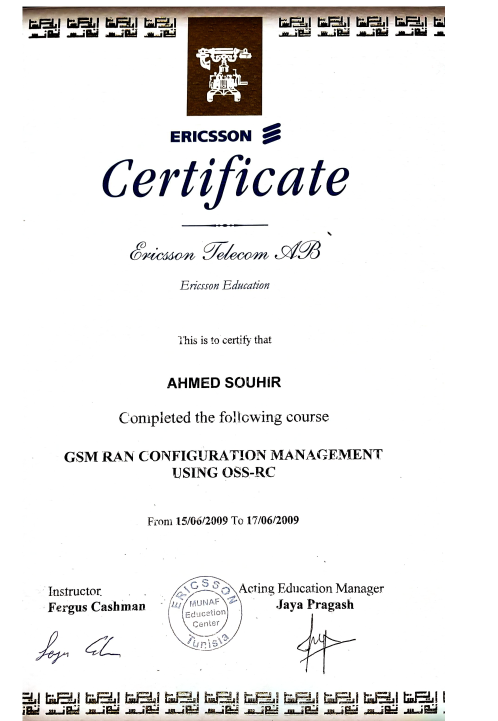 ERICSSON
Certificate
Ericsson Telecom AB
Ericsson Education
This is to certify that
AHMED SOUHIR
Completed the following course
GSM RAN CONFIGURATION MANAGEMENT
USING OSS-RC
From 15/06/2009 To 17/06/2009
Instructor
Fergus Cashman
ERICSSON
MUNAF
Education
Center
Tunisia
Acting Education Manager
Jaya Pragash